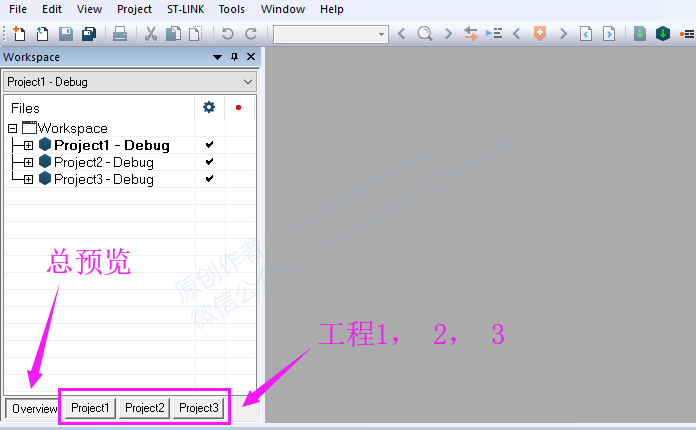 File Edit View Project ST-LINK Tools Window Help
Workspace
Project1 - Debug
Files
Workspace
Project1 - Debug
Project2 - Debug
Project3 - Debug
原创作者
微信公众
总预览
工程1， 2， 3
Overview Project1 Project2 Project3